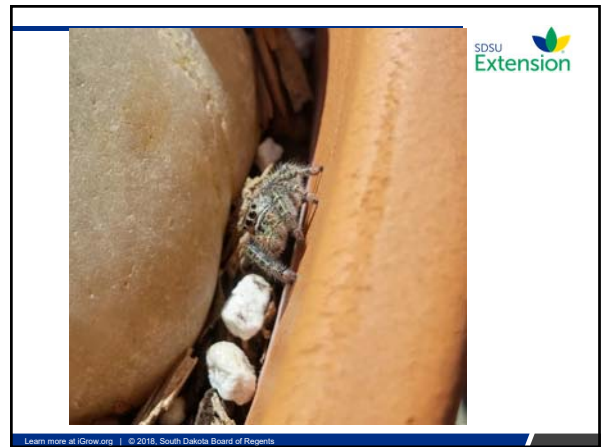 SDSU
Extension
Learn more at iGrow.org | © 2018, South Dakota Board of Regents